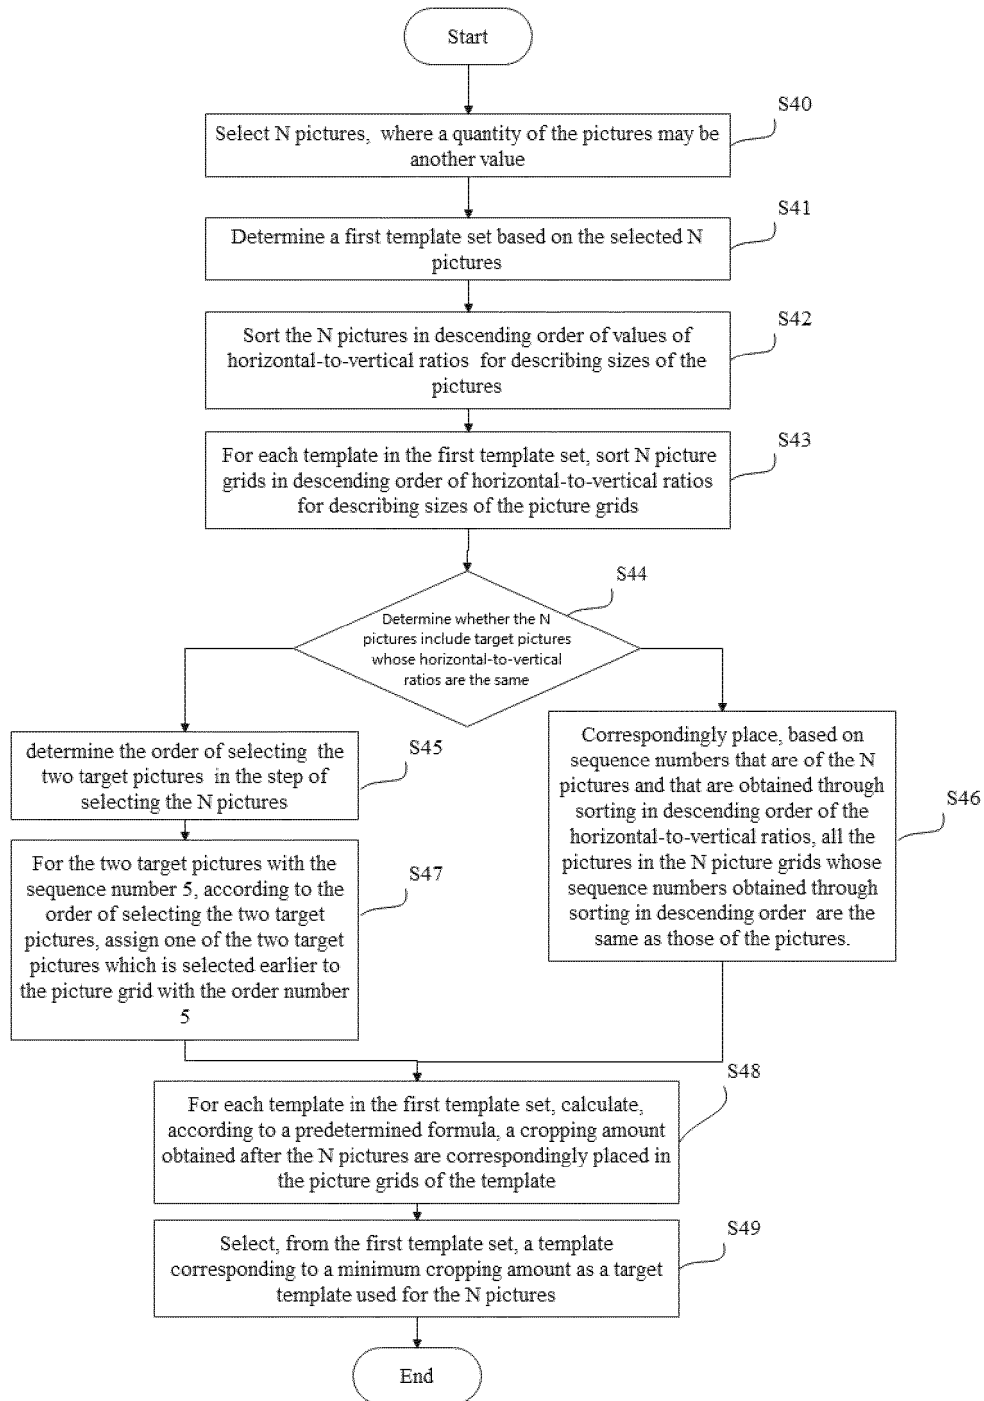 Start
S40
Select N pictures, where a quantity of the pictures may be
another value
S41
Determine a first template set based on the selected N
pictures
S42
Sort the N pictures in descending order of values of
horizontal-to-vertical ratios for describing sizes of the
pictures
S43
For each template in the first template set, sort N picture
grids in descending order of horizontal-to-vertical ratios
for describing sizes of the picture grids
S44
Determine whether the N
pictures include target pictures
whose horizontal-to-vertical
ratios are the same
S45
determine the order of selecting the
two target pictures in the step of
selecting the N pictures
S46
Correspondingly place, based on
sequence numbers that are of the N
pictures and that are obtained through
sorting in descending order of the
horizontal-to-vertical ratios, all the
pictures in the N picture grids whose
sequence numbers obtained through
sorting in descending order are the
same as those of the pictures.
S47
For the two target pictures with the
sequence number 5, according to the
order of selecting the two target
pictures, assign one of the two target
pictures which is selected earlier to
the picture grid with the order number
5
S48
For each template in the first template set, calculate,
according to a predetermined formula, a cropping amount
obtained after the N pictures are correspondingly placed in
the picture grids of the template
S49
Select, from the first template set, a template
corresponding to a minimum cropping amount as a target
template used for the N pictures
End